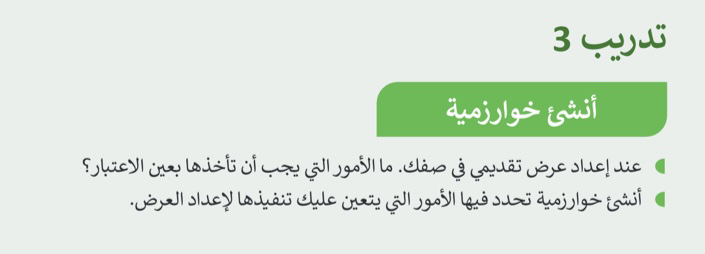 تدريب 3
أنشئ خوارزمية
عند إعداد عرض تقديمي في صفك. ما الأمور التي يجب أن تأخذها بعين الاعتبار؟
أنشئ خوارزمية تحدد فيها الأمور التي يتعين عليك تنفيذها لإعداد العرض.